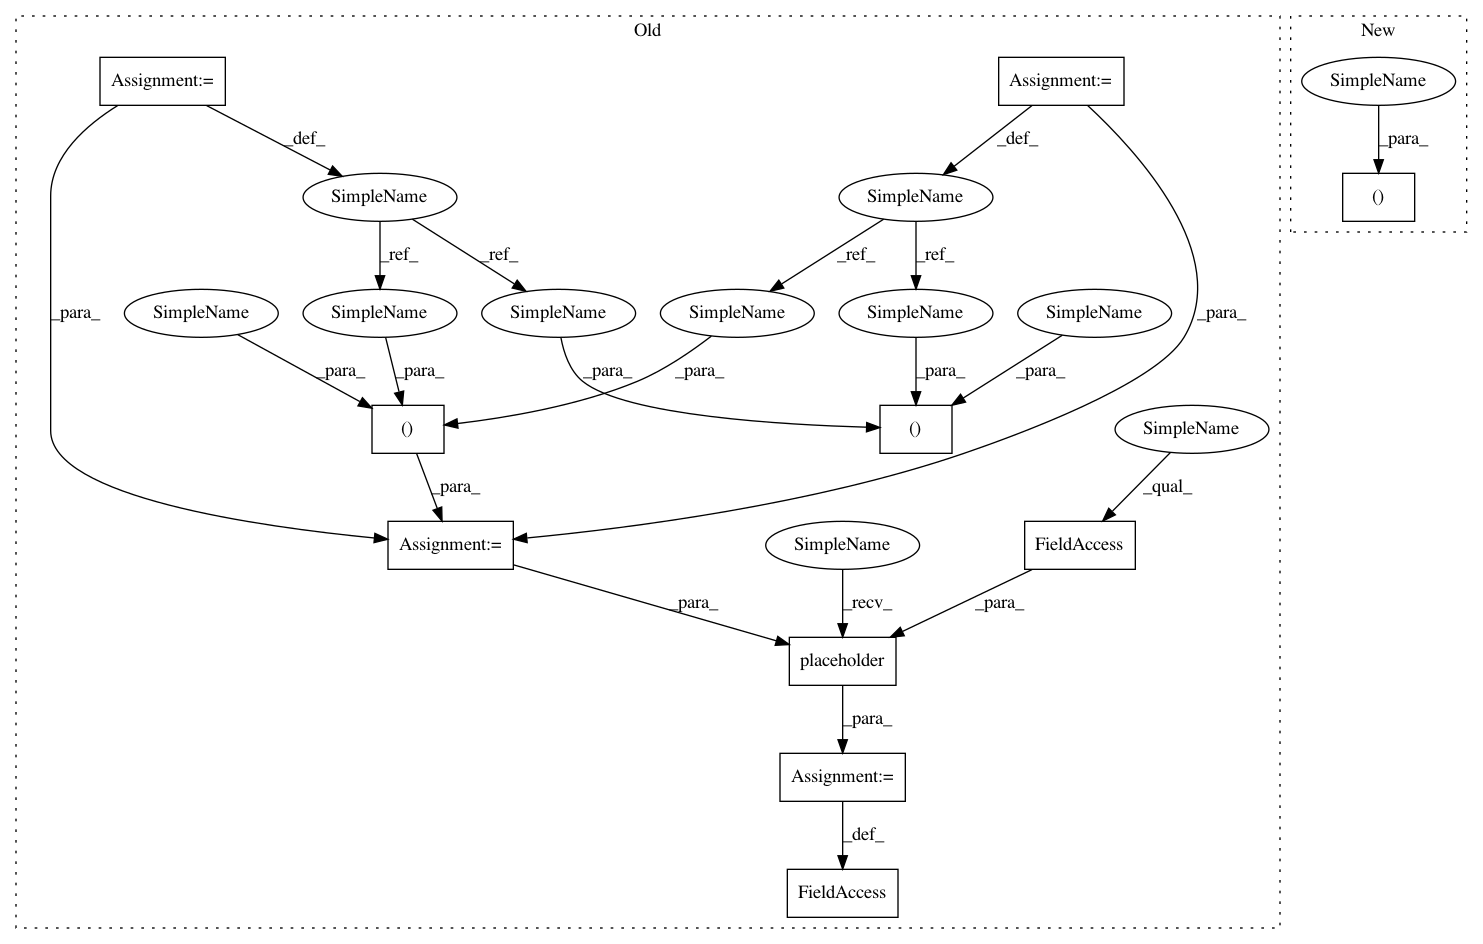 Old
New
Assignment:=
Assignment:=
SimpleName
_def_
_def_
_para_
SimpleName
SimpleName
()
_ref_
_ref_
_ref_
_ref_
_para_
SimpleName
SimpleName
SimpleName
SimpleName
SimpleName
SimpleName
_para_
_para_
_para_
_para_
_para_
_para_
_para_
()
()
SimpleName
_para_
_qual_
Assignment:=
SimpleName
FieldAccess
_para_
_recv_
_para_
placeholder
_para_
Assignment:=
_def_
FieldAccess